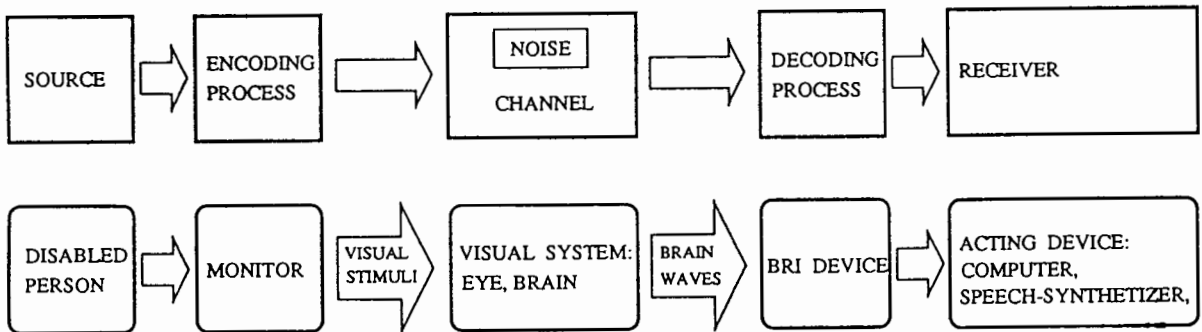 SOURCE
ENCODING
PROCESS
NOISE
CHANNEL
DECODING
PROCESS
RECEIVER
DISABLED
PERSON
MONITOR
VISUAL
STIMULI
VISUAL SYSTEM:
EYE, BRAIN
BRAIN
WAVES
BRI DEVICE
ACTING DEVICE:
COMPUTER,
SPEECH-SYNTHETIZER,